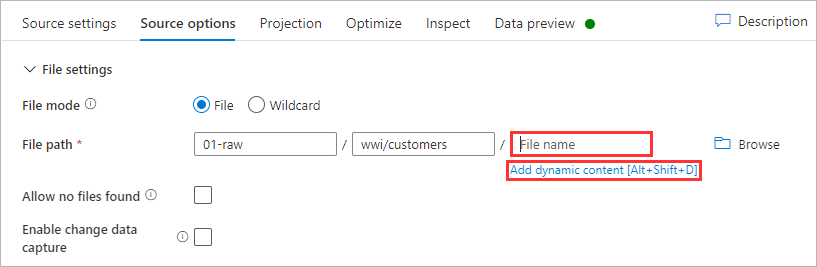 Source settings Source options Projection Optimize Inspect Data preview Description
File settings
File mode File Wildcard
File path * 01-raw / wwi/customers / File name Browse
Add dynamic content [Alt+Shift+D]
Allow no files found
Enable change data
capture